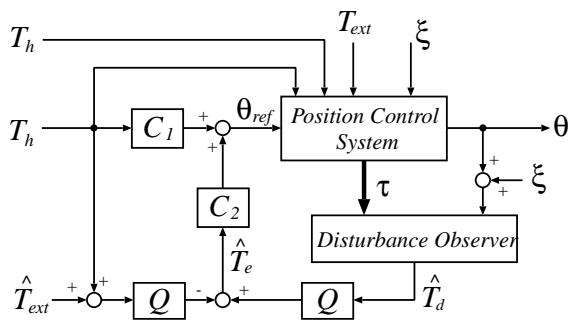 T_h
T_ext
ξ
T_h
C_1
+
+
θ_ref
Position Control
System
θ
+
+
ξ
C_2
τ
Disturbance Observer
T̂_e
T̂_ext
+
+
Q
-
+
Q
T̂_d